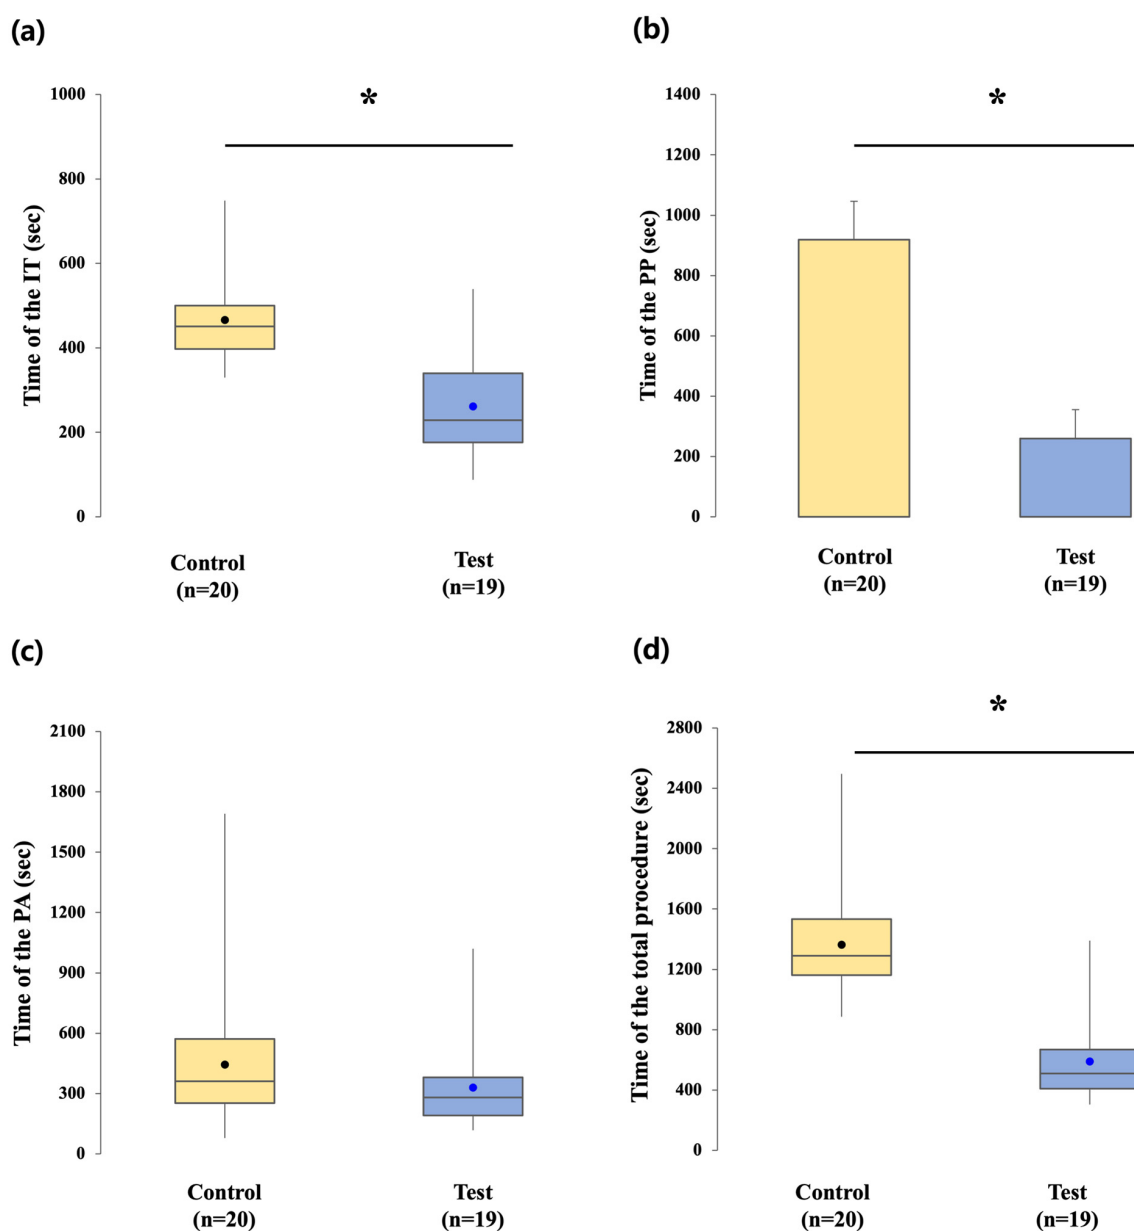 (a)
*
1000
800
600
400
200
0
Time of the IT (sec)
Control
(n=20)
Test
(n=19)
(b)
*
1400
1200
1000
800
600
400
200
0
Time of the PP (sec)
Control
(n=20)
Test
(n=19)
(c)
2100
1800
1500
1200
900
600
300
0
Time of the PA (sec)
Control
(n=20)
Test
(n=19)
(d)
*
2800
2400
2000
1600
1200
800
400
0
Time of the total procedure (sec)
Control
(n=20)
Test
(n=19)